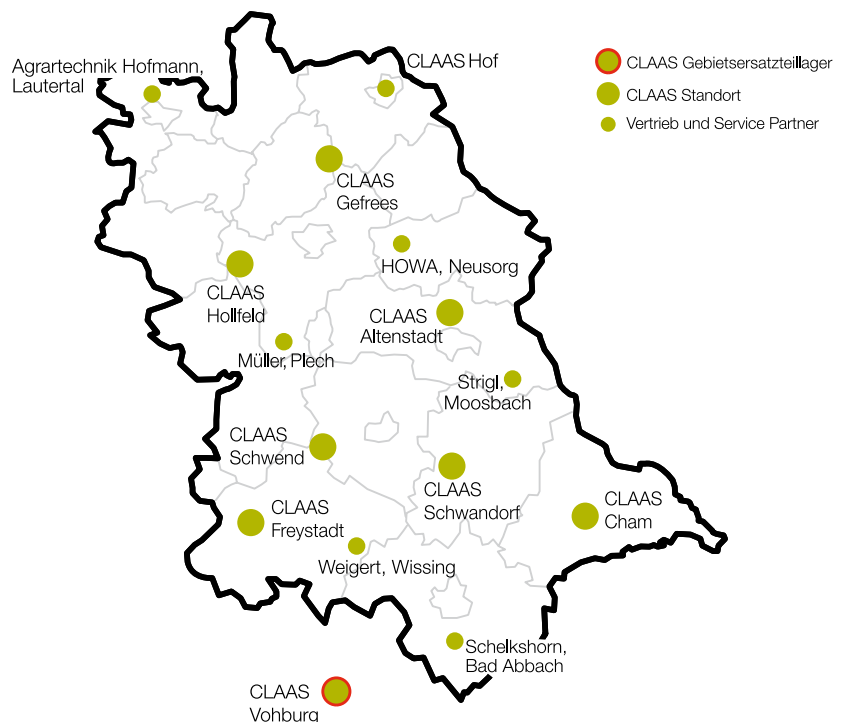 Agrartechnik Hofmann,
Lautertal
CLAAS Hof
CLAAS Gebietsersatzteillager
CLAAS Standort
Vertrieb und Service Partner
CLAAS
Gefrees
HOWA, Neusorg
CLAAS
Hollfeld
CLAAS
Altenstadt
Müller, Plech
Strigl,
Moosbach
CLAAS
Schwend
CLAAS
Schwandorf
CLAAS
Freystadt
CLAAS
Cham
Weigert, Wissing
Schelkshorn,
Bad Abbach
CLAAS
Vohburg